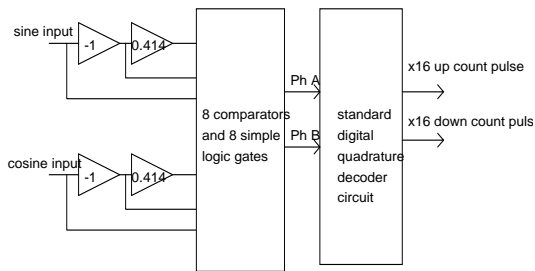 sine input
-1
0.414
8 comparators
and 8 simple
logic gates
cosine input
-1
0.414
Ph A
Ph B
standard
digital
quadrature
decoder
circuit
x16 up count pulse
x16 down count puls